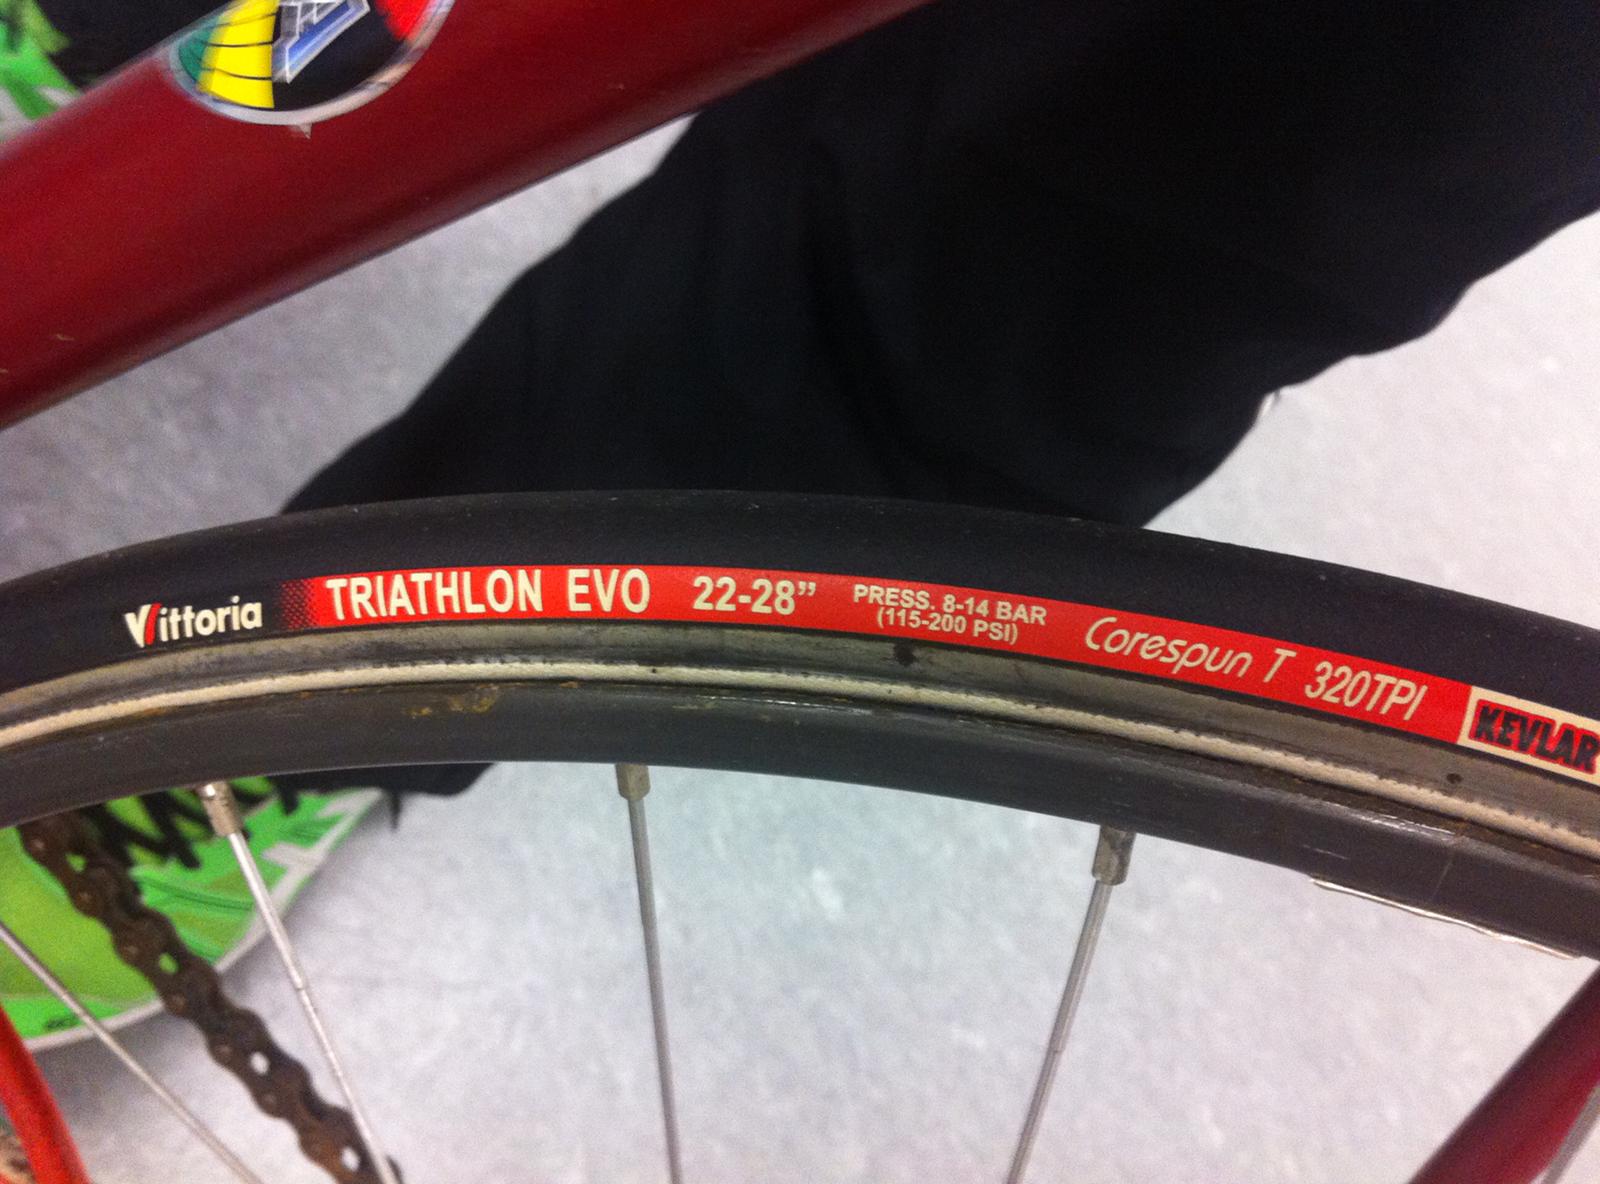 Vittoria TRIATHLON EVO 22-28” PRESS. 8-14 BAR
(115-200 PSI)
Corespun T 320TPI KEVLAR